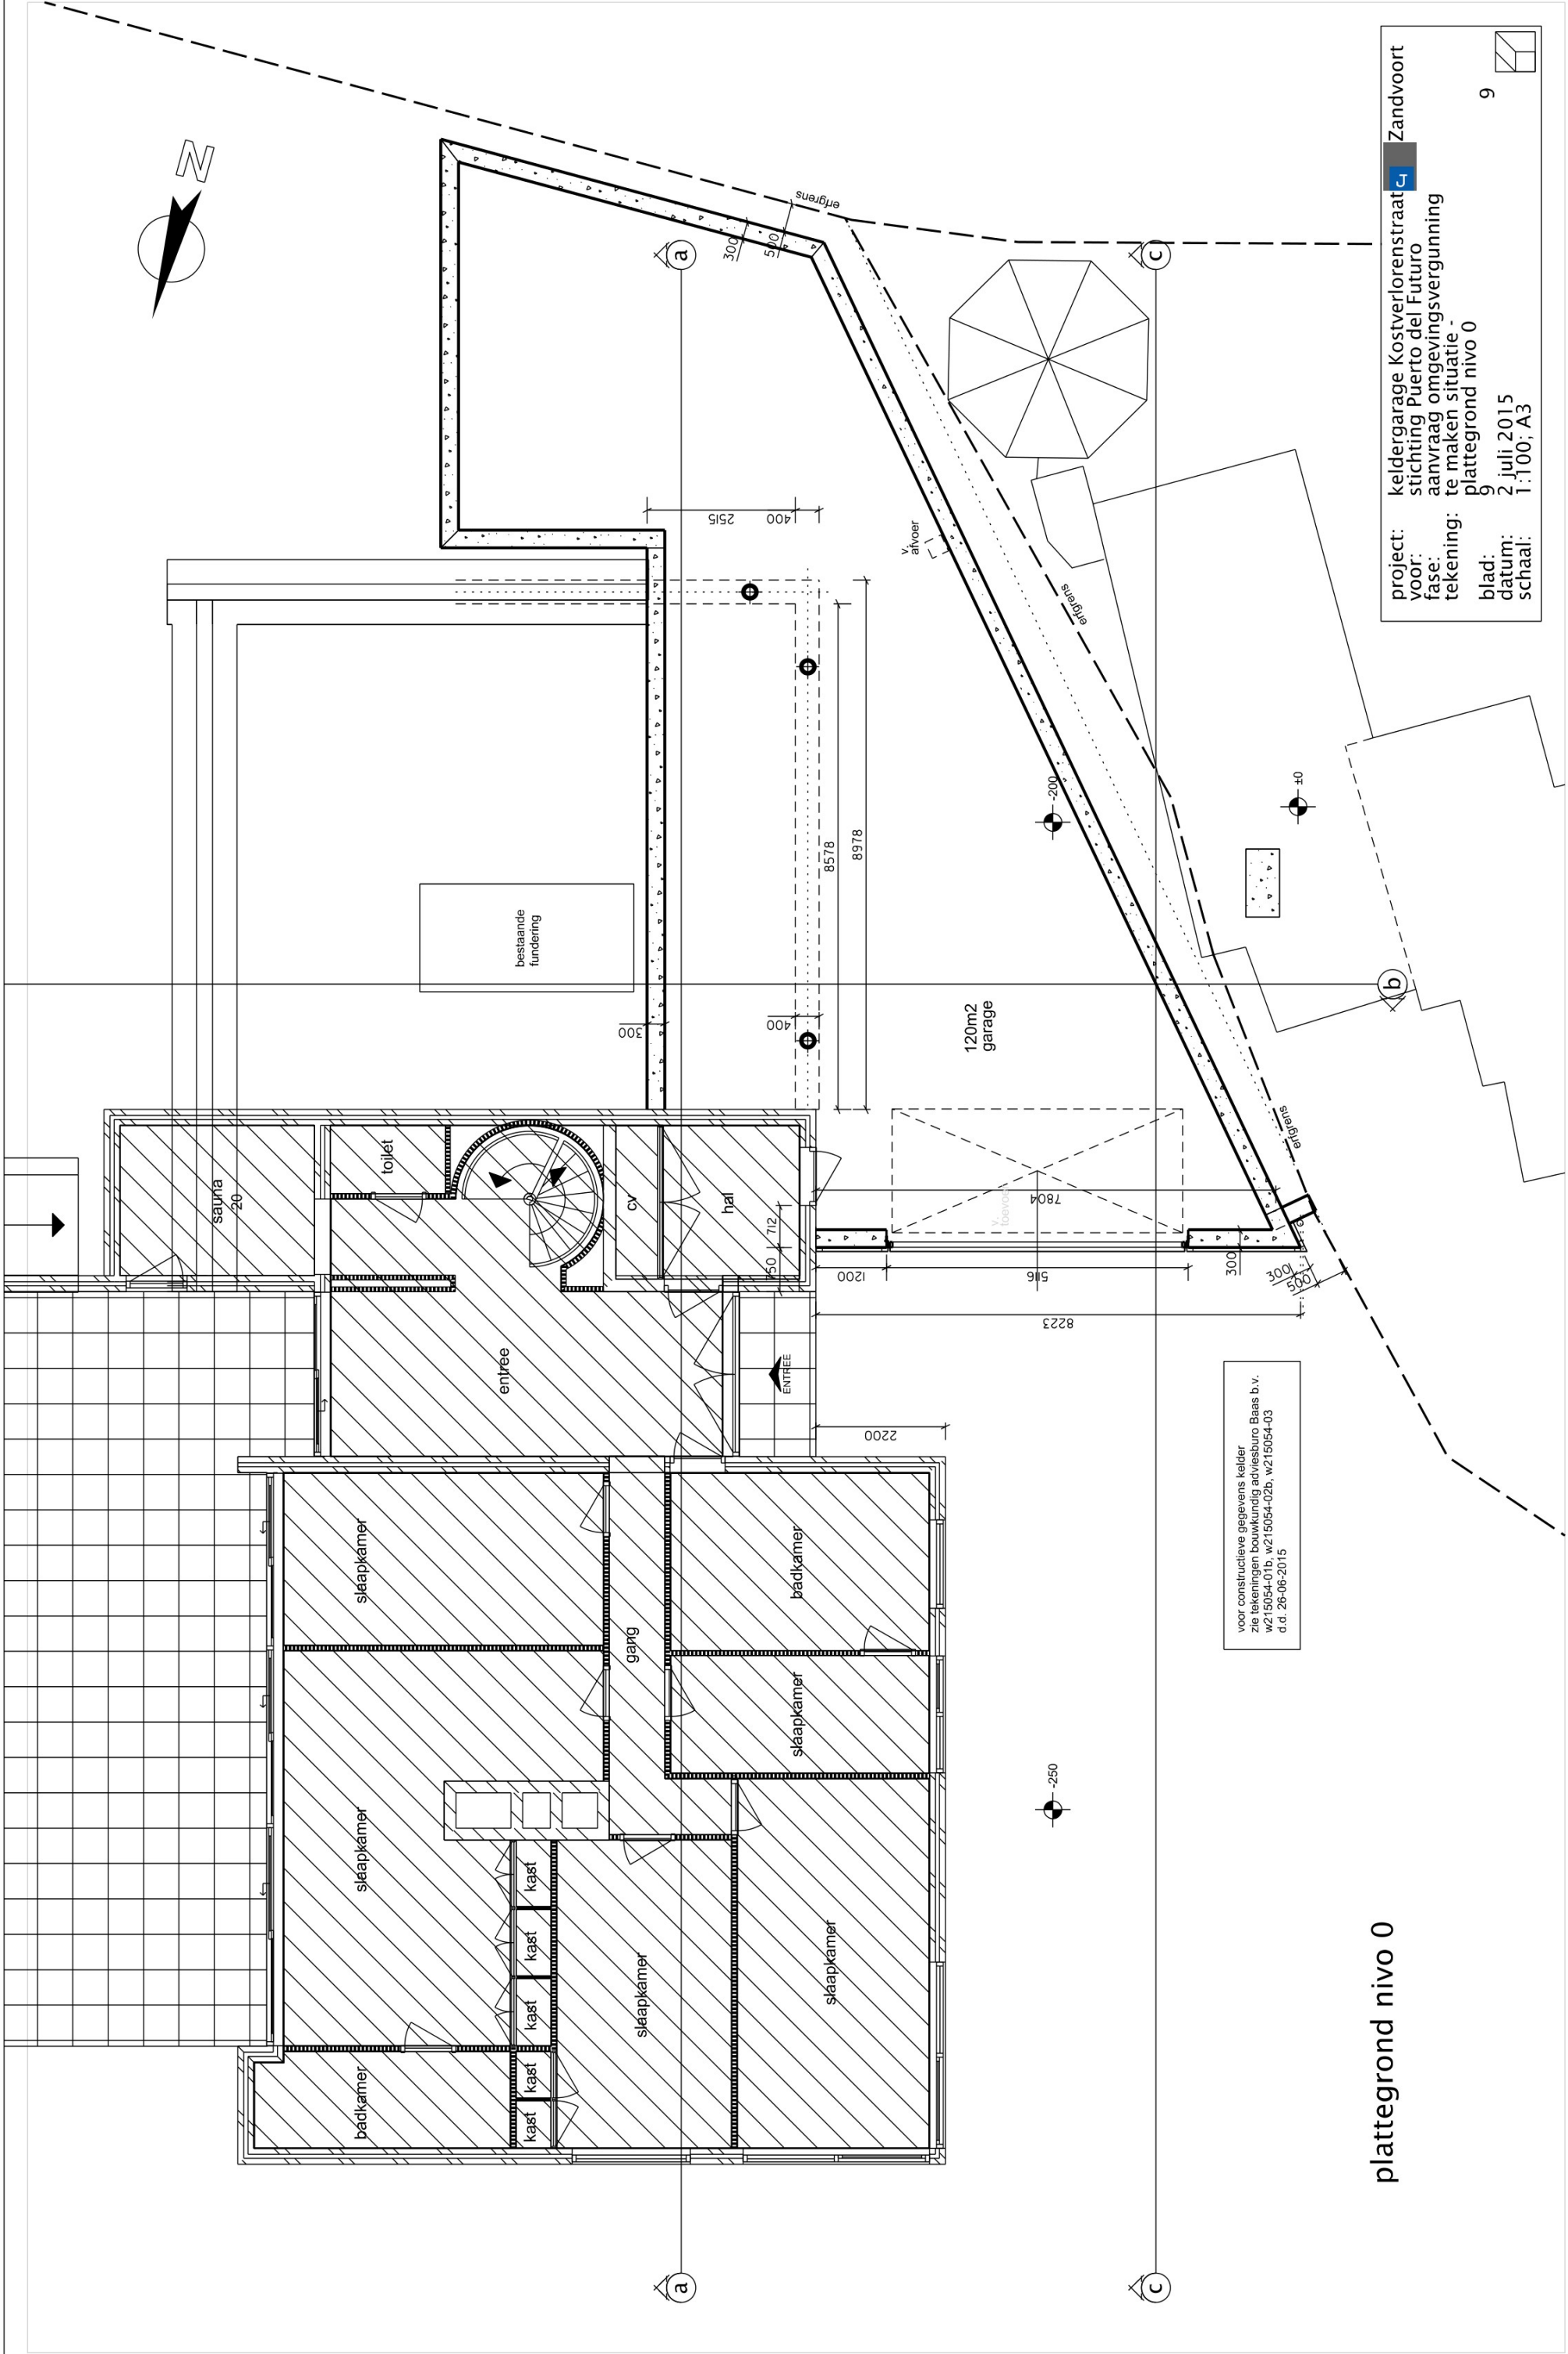 N
sauna
20
toilet
cv
hal
entree
ENTREE
bestaande
fundering
120m2
garage
v.
toevoer
v.
afvoer
erfgrens
erfgrens
erfgrens
slaapkamer
badkamer
gang
slaapkamer
slaapkamer
slaapkamer
slaapkamer
badkamer
kast
kast
kast
kast
kast
a
a
b
c
c
300
500
2515
400
8578
8978
300
400
7804
712
750
1200
5116
300
300
500
8223
2200
-200
±0
-250
voor constructieve gegevens kelder
zie tekeningen bouwkundig adviesburo Baas b.v.
w215054-01b, w215054-02b, w215054-03
d.d. 26-06-2015
plattegrond nivo 0
project: keldergarage Kostverlorenstraat Zandvoort
voor: stichting Puerto del Futuro
fase: aanvraag omgevingsvergunning
tekening: te maken situatie -
plattegrond nivo 0
blad: 9 9
datum: 2 juli 2015
schaal: 1:100; A3